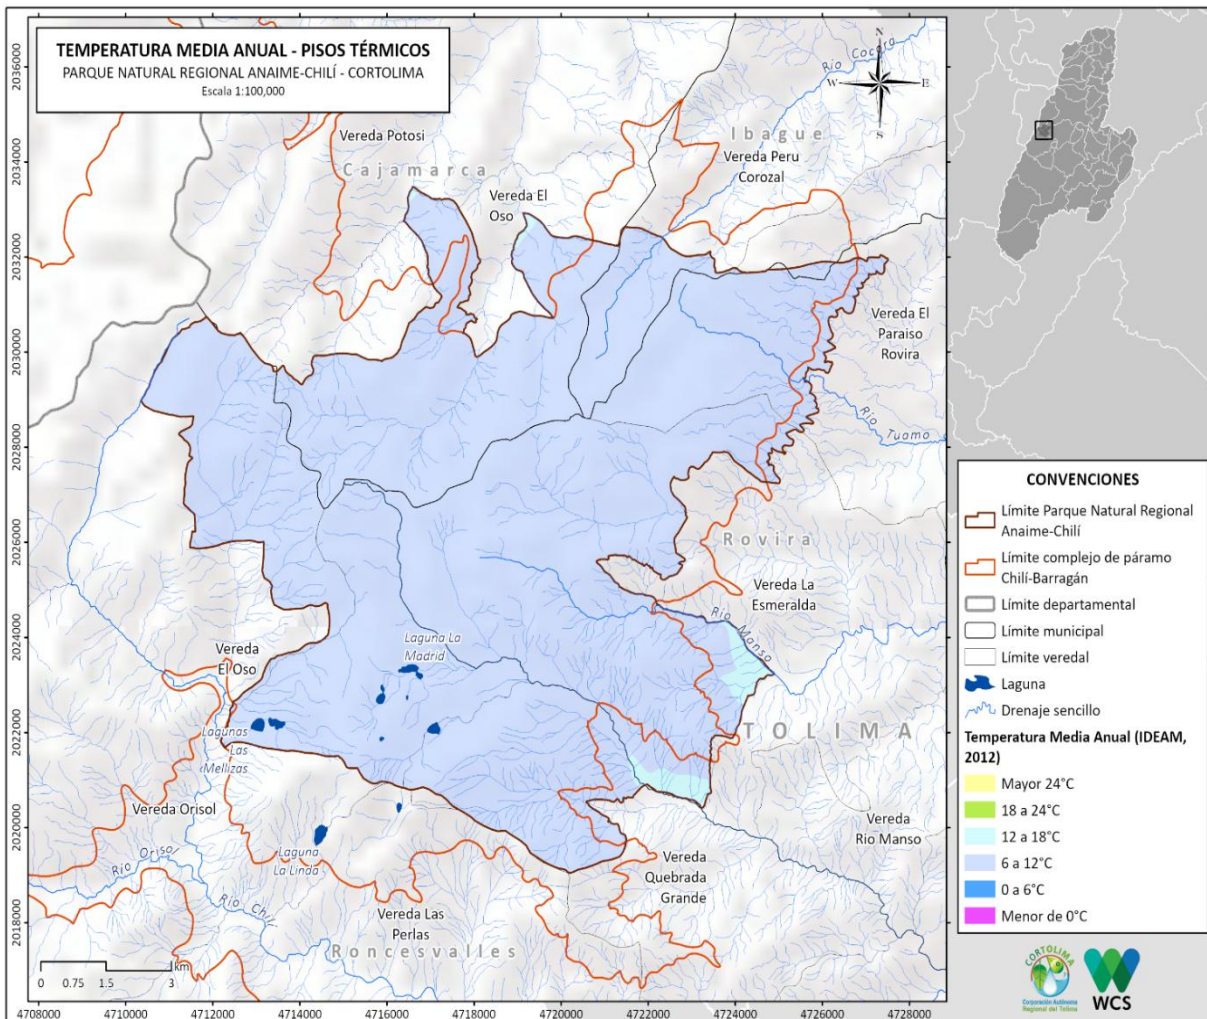 TEMPERATURA MEDIA ANUAL - PISOS TÉRMICOS
PARQUE NATURAL REGIONAL ANAIME-CHILÍ - CORTOLIMA
Escala 1:100,000
N
W
E
S
Rio Cocora
Ibague
Vereda Potosi
Cajamarca
Vereda Peru
Corozal
Vereda El
Oso
Vereda El
Paraiso
Rovira
Rio Tuamo
Rovira
Vereda La
Esmeralda
Rio Manso
Laguna La
Madrid
Vereda
El Oso
Lagunas
Las
Mellizas
TOLIMA
Vereda Orisol
Vereda
Rio Manso
Laguna
La Linda
Vereda
Quebrada
Grande
Rio Oriso
Rio Chili
Vereda Las
Perlas
Roncesvalles
km
0 0.75 1.5 3
2036000
2034000
2032000
2030000
2028000
2026000
2024000
2022000
2020000
2018000
4708000 4710000 4712000 4714000 4716000 4718000 4720000 4722000 4724000 4726000 4728000
CONVENCIONES
Límite Parque Natural Regional
Anaime-Chilí
Límite complejo de páramo
Chilí-Barragán
Límite departamental
Límite municipal
Límite veredal
Laguna
Drenaje sencillo
Temperatura Media Anual (IDEAM,
2012)
Mayor 24°C
18 a 24°C
12 a 18°C
6 a 12°C
0 a 6°C
Menor de 0°C
CORTOLIMA
Corporación Autónoma
Regional del Tolima
WCS